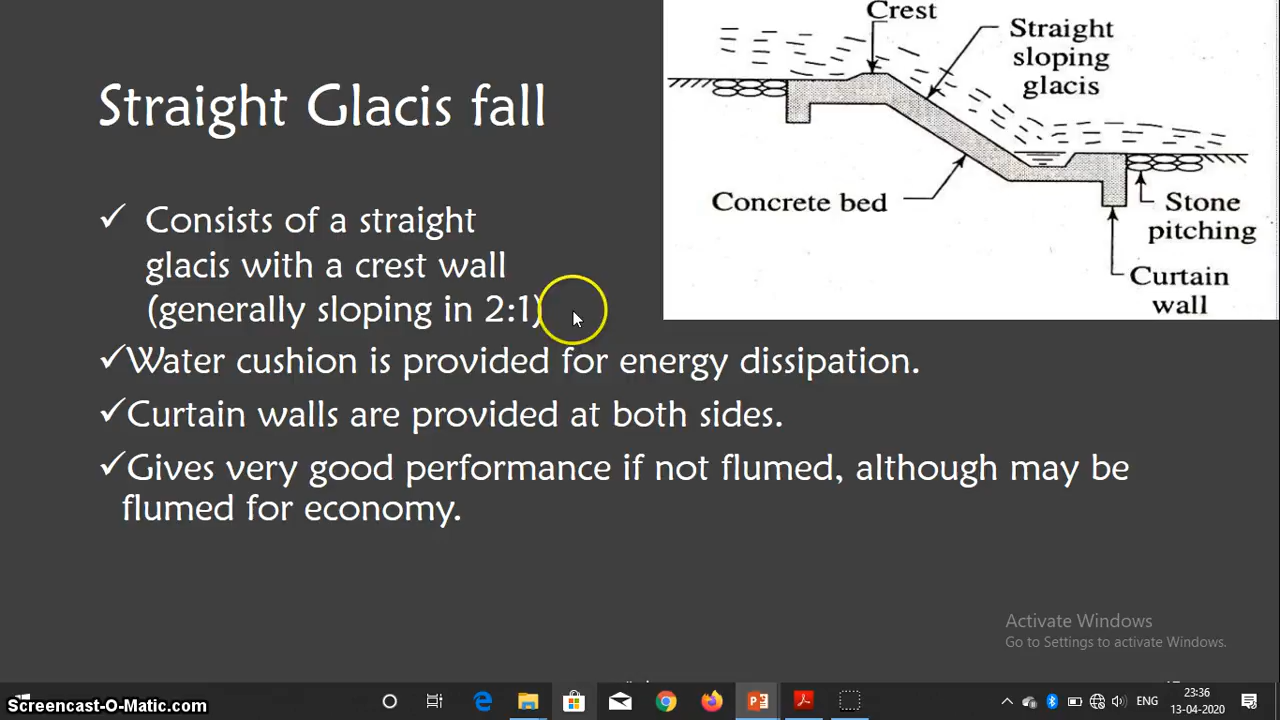 Crest
Straight
sloping
glacis
Straight Glacis fall
Concrete bed
Stone
pitching
Curtain
wall
✓ Consists of a straight
glacis with a crest wall
(generally sloping in 2:1)
✓Water cushion is provided for energy dissipation.
✓Curtain walls are provided at both sides.
✓Gives very good performance if not flumed, although may be
flumed for economy.
Activate Windows
Go to Settings to activate Windows.
Screencast-O-Matic.com
ENG
23:36
13-04-2020